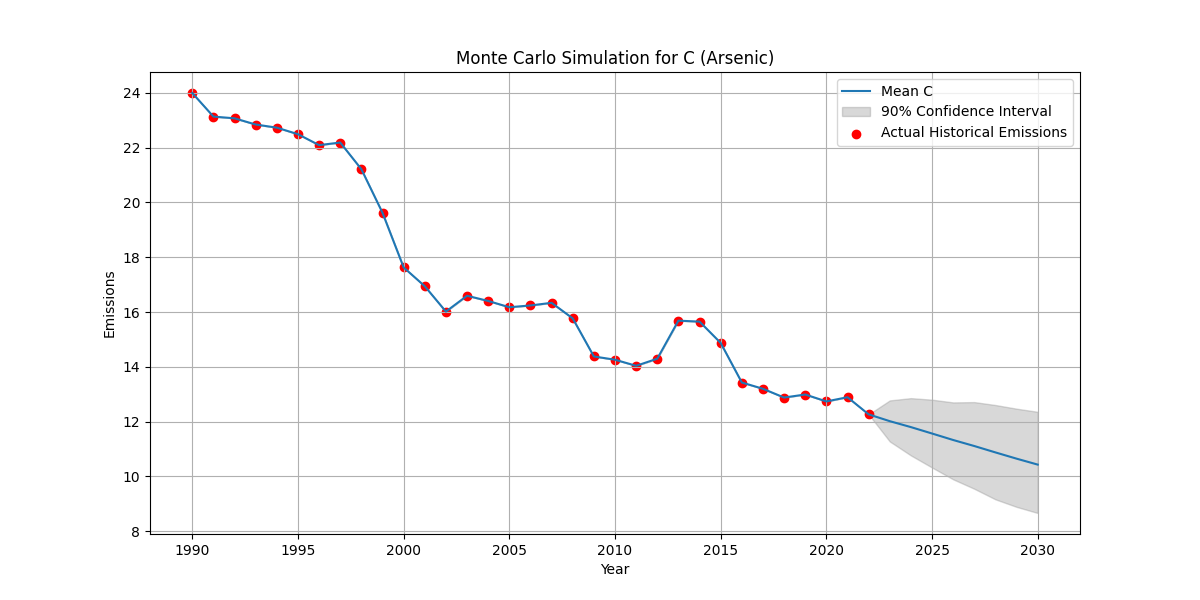 Monte Carlo Simulation for C (Arsenic)
Mean C
90% Confidence Interval
Actual Historical Emissions
Emissions
24
22
20
18
16
14
12
10
8
1990 1995 2000 2005 2010 2015 2020 2025 2030
Year